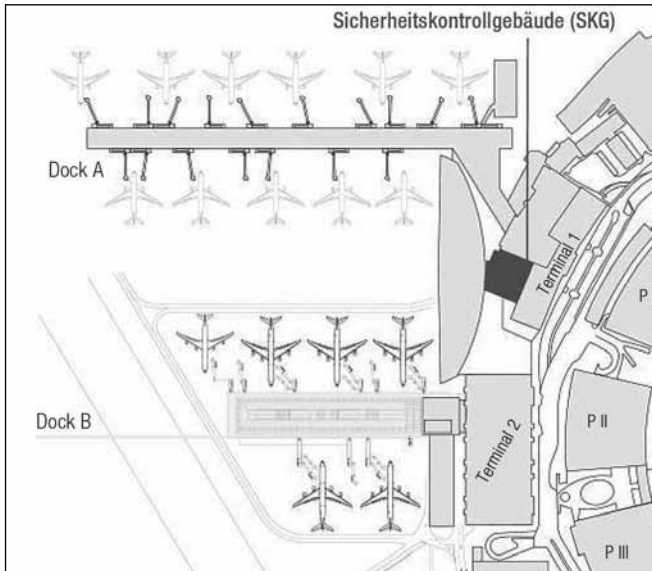 Sicherheitskontrollgebäude (SKG)
Dock A
Terminal 1
P
Dock B
Terminal 2
P II
P III